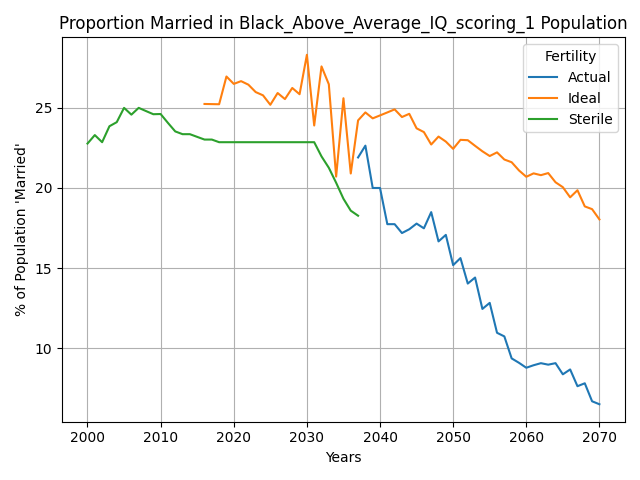 Proportion Married in Black_Above_Average_IQ_scoring_1 Population
Fertility
Actual
Ideal
Sterile
% of Population 'Married'
25
20
15
10
2000 2010 2020 2030 2040 2050 2060 2070
Years